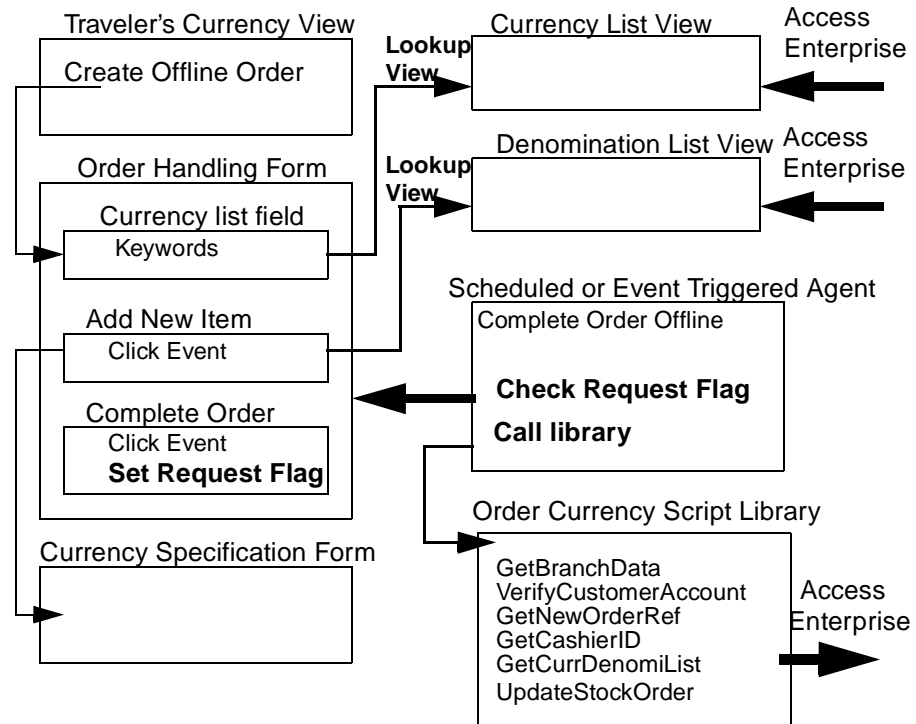 Traveler's Currency View
Create Offline Order
Order Handling Form
Currency list field
Keywords
Add New Item
Click Event
Complete Order
Click Event
Set Request Flag
Currency Specification Form
Lookup
View
Currency List View
Access
Enterprise
Lookup
View
Denomination List View
Access
Enterprise
Scheduled or Event Triggered Agent
Complete Order Offline
Check Request Flag
Call library
Order Currency Script Library
GetBranchData
VerifyCustomerAccount
GetNewOrderRef
GetCashierID
GetCurrDenomiList
UpdateStockOrder
Access
Enterprise